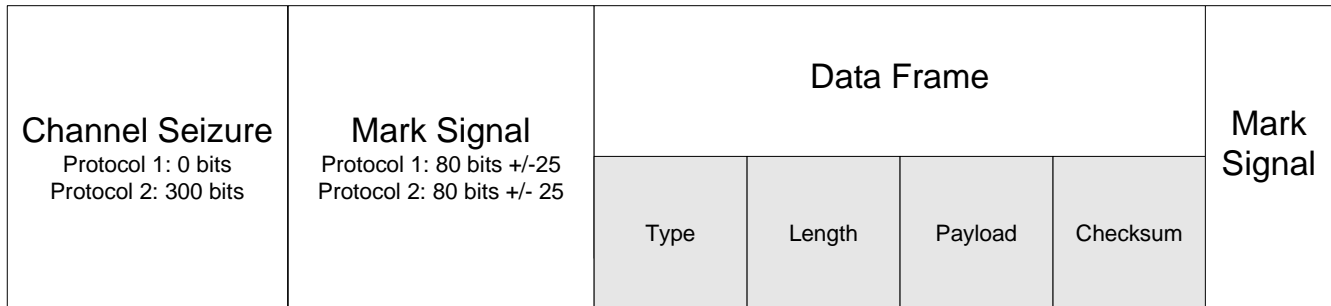 Channel Seizure
Protocol 1: 0 bits
Protocol 2: 300 bits
Mark Signal
Protocol 1: 80 bits +/-25
Protocol 2: 80 bits +/- 25
Data Frame
Type
Length
Payload
Checksum
Mark
Signal